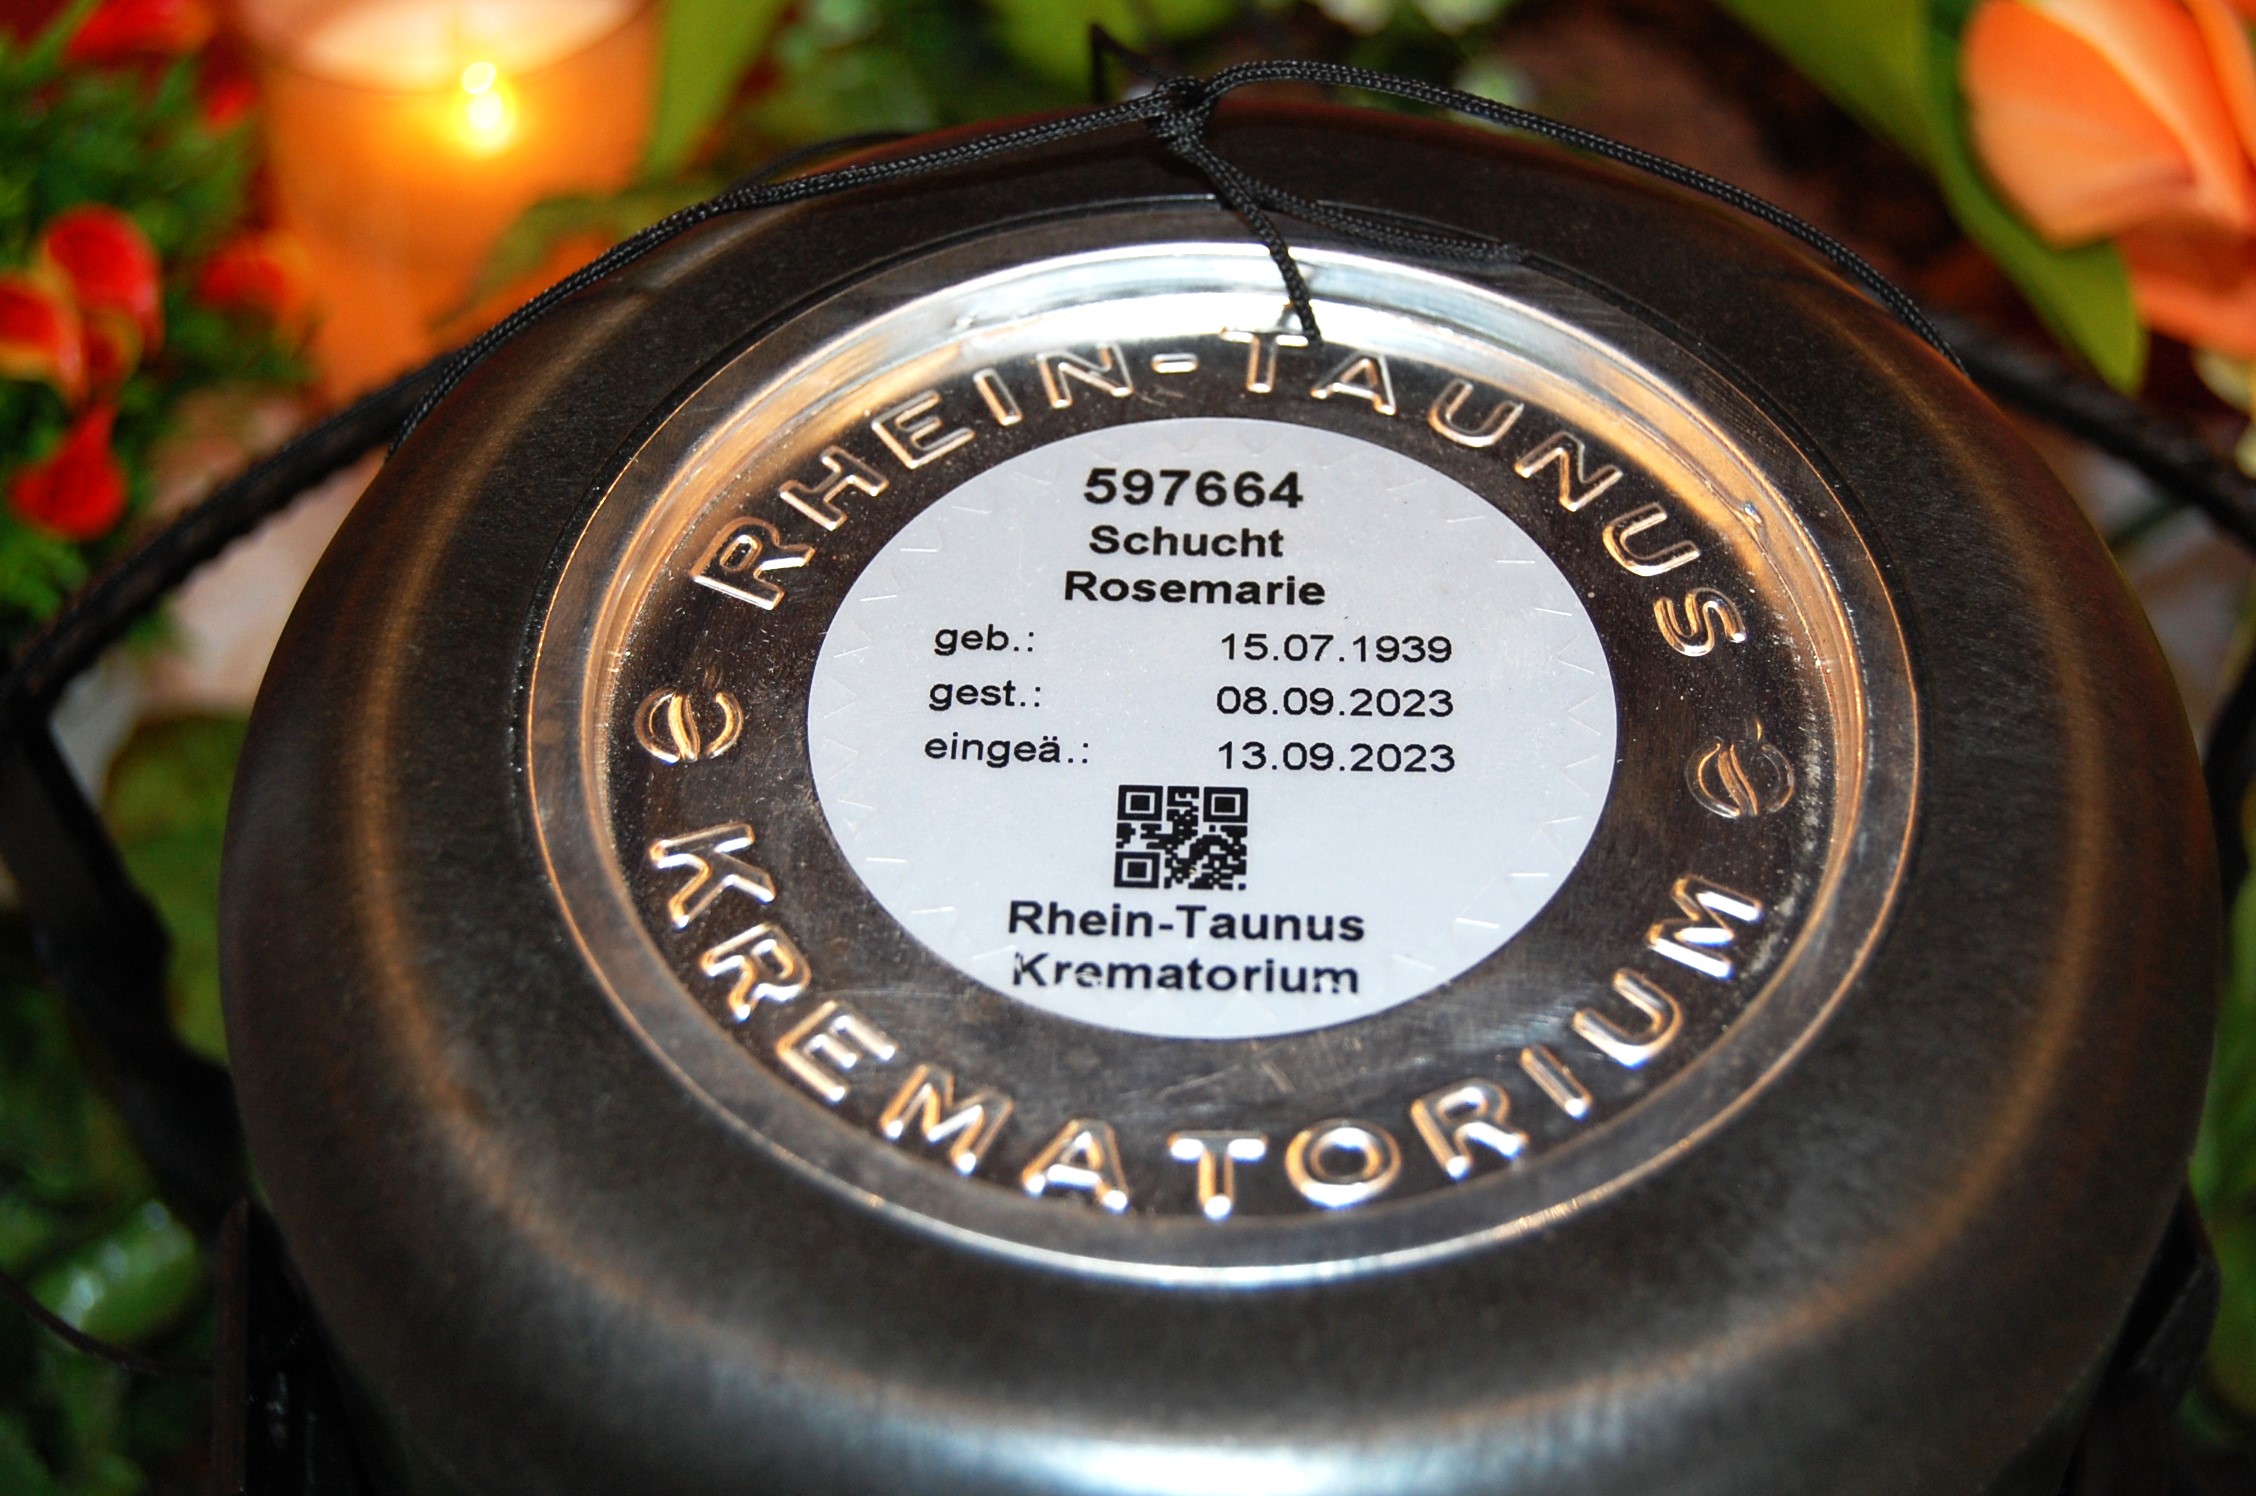 RHEIN-TAUNUS
597664
Schucht
Rosemarie
geb.: 15.07.1939
gest.: 08.09.2023
eingeä.: 13.09.2023
Rhein-Taunus
Krematorium
KREMATORIUM